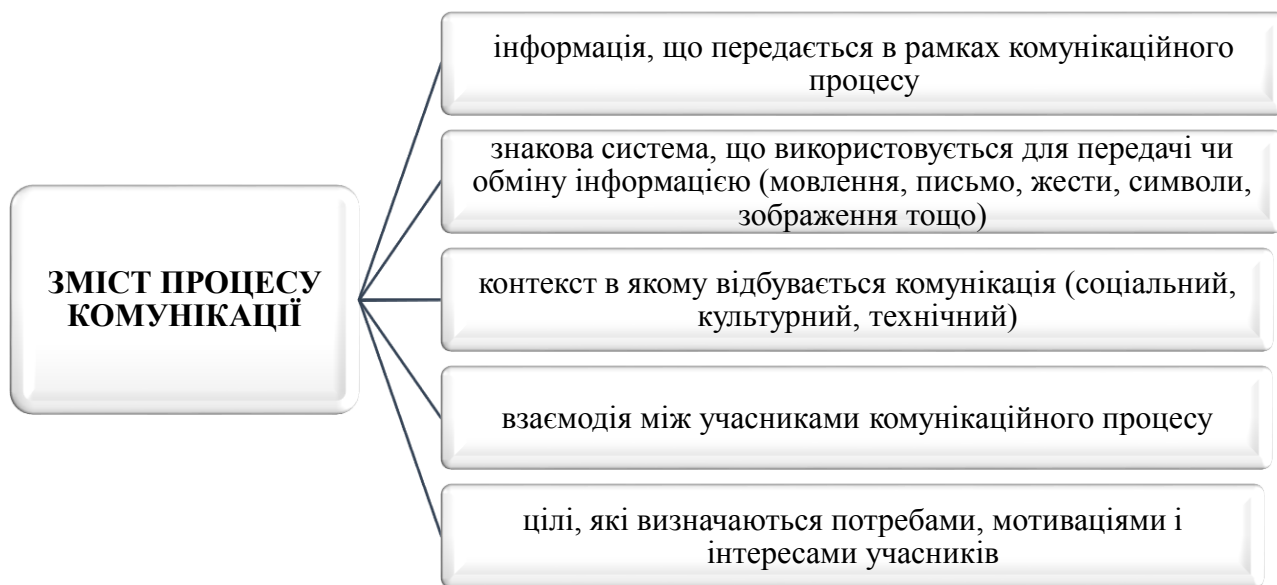 інформація, що передається в рамках комунікаційного
процесу
знакова система, що використовується для передачі чи
обміну інформацією (мовлення, письмо, жести, символи,
зображення тощо)
ЗМІСТ ПРОЦЕСУ
КОМУНІКАЦІЇ
контекст в якому відбувається комунікація (соціальний,
культурний, технічний)
взаємодія між учасниками комунікаційного процесу
цілі, які визначаються потребами, мотиваціями і
інтересами учасників